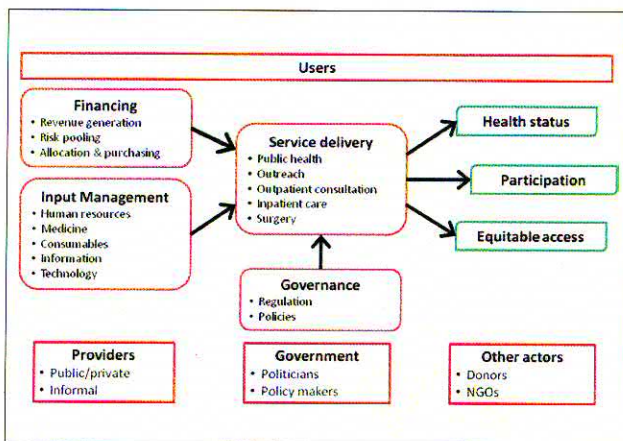 Users
Financing
• Revenue generation
• Risk pooling
• Allocation & purchasing
Input Management
• Human resources
• Medicine
• Consumables
• Information
• Technology
Service delivery
• Public health
• Outreach
• Outpatient consultation
• Inpatient care
• Surgery
Governance
• Regulation
• Policies
Health status
Participation
Equitable access
Providers
• Public/private
• Informal
Government
• Politicians
• Policy makers
Other actors
• Donors
• NGOs